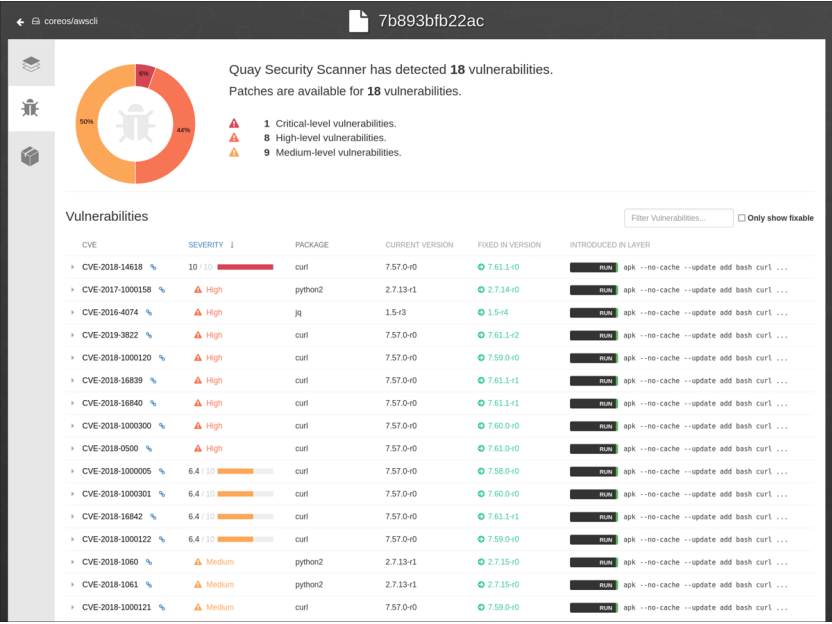 coreos/awscli
7b893bfb22ac
6%
50%
44%
Quay Security Scanner has detected 18 vulnerabilities.
Patches are available for 18 vulnerabilities.
1 Critical-level vulnerabilities.
8 High-level vulnerabilities.
9 Medium-level vulnerabilities.
Vulnerabilities
Filter Vulnerabilities... Only show fixable
CVE SEVERITY ↓ PACKAGE CURRENT VERSION FIXED IN VERSION INTRODUCED IN LAYER
CVE-2018-14618 10 / 10 curl 7.57.0-r0 7.61.1-r0 RUN apk --no-cache --update add bash curl ...
CVE-2017-1000158 High python2 2.7.13-r1 2.7.14-r0 RUN apk --no-cache --update add bash curl ...
CVE-2016-4074 High jq 1.5-r3 1.5-r4 RUN apk --no-cache --update add bash curl ...
CVE-2019-3822 High curl 7.57.0-r0 7.61.1-r2 RUN apk --no-cache --update add bash curl ...
CVE-2018-1000120 High curl 7.57.0-r0 7.59.0-r0 RUN apk --no-cache --update add bash curl ...
CVE-2018-16839 High curl 7.57.0-r0 7.61.1-r1 RUN apk --no-cache --update add bash curl ...
CVE-2018-16840 High curl 7.57.0-r0 7.61.1-r1 RUN apk --no-cache --update add bash curl ...
CVE-2018-1000300 High curl 7.57.0-r0 7.60.0-r0 RUN apk --no-cache --update add bash curl ...
CVE-2018-0500 High curl 7.57.0-r0 7.61.0-r0 RUN apk --no-cache --update add bash curl ...
CVE-2018-1000005 6.4 / 10 curl 7.57.0-r0 7.58.0-r0 RUN apk --no-cache --update add bash curl ...
CVE-2018-1000301 6.4 / 10 curl 7.57.0-r0 7.60.0-r0 RUN apk --no-cache --update add bash curl ...
CVE-2018-16842 6.4 / 10 curl 7.57.0-r0 7.61.1-r1 RUN apk --no-cache --update add bash curl ...
CVE-2018-1000122 6.4 / 10 curl 7.57.0-r0 7.59.0-r0 RUN apk --no-cache --update add bash curl ...
CVE-2018-1060 Medium python2 2.7.13-r1 2.7.15-r0 RUN apk --no-cache --update add bash curl ...
CVE-2018-1061 Medium python2 2.7.13-r1 2.7.15-r0 RUN apk --no-cache --update add bash curl ...
CVE-2018-1000121 Medium curl 7.57.0-r0 7.59.0-r0 RUN apk --no-cache --update add bash curl ...